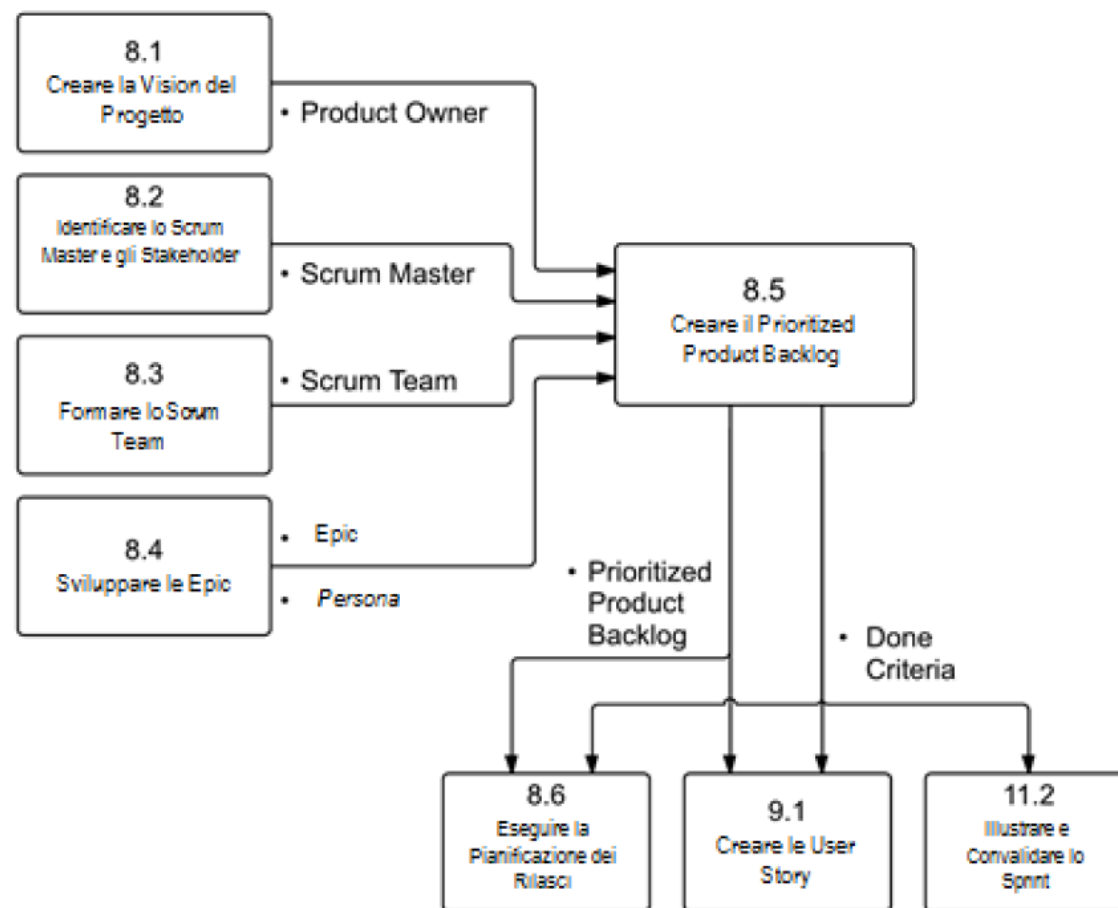 8.1
Creare la Vision del
Progetto
• Product Owner
8.2
Identificare lo Scrum
Master e gli Stakeholder
• Scrum Master
8.3
Formare lo Scrum
Team
• Scrum Team
8.4
Sviluppare le Epic
• Epic
• Persona
8.5
Creare il Prioritized
Product Backlog
• Prioritized
Product
Backlog
• Done
Criteria
8.6
Eseguire la
Pianificazione dei
Rilasci
9.1
Creare le User
Story
11.2
Illustrare e
Convalidare lo
Sprint